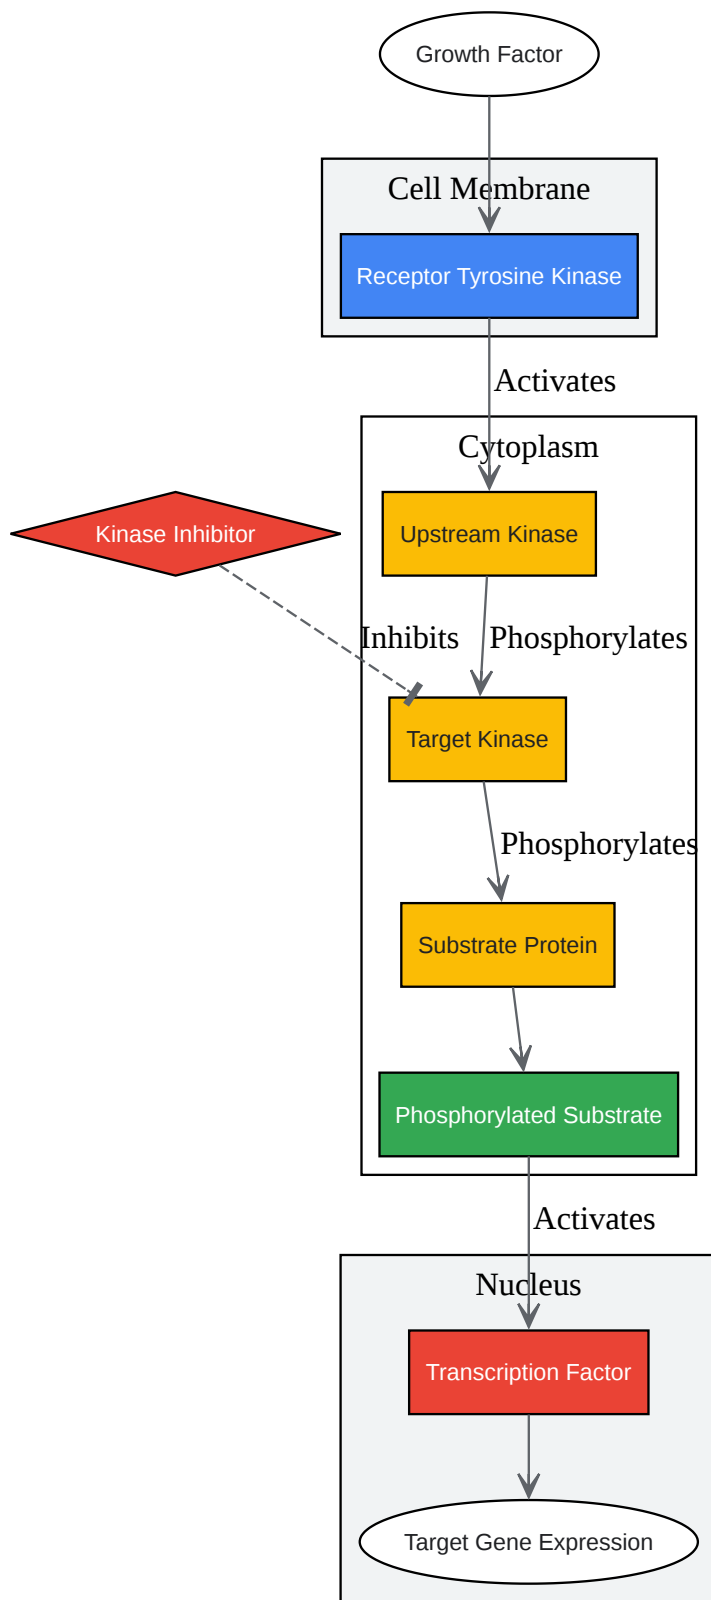 Growth Factor
Cell Membrane
Receptor Tyrosine Kinase
Activates
Cytoplasm
Kinase Inhibitor
Upstream Kinase
Inhibits
Phosphorylates
Target Kinase
Phosphorylates
Substrate Protein
Phosphorylated Substrate
Activates
Nucleus
Transcription Factor
Target Gene Expression